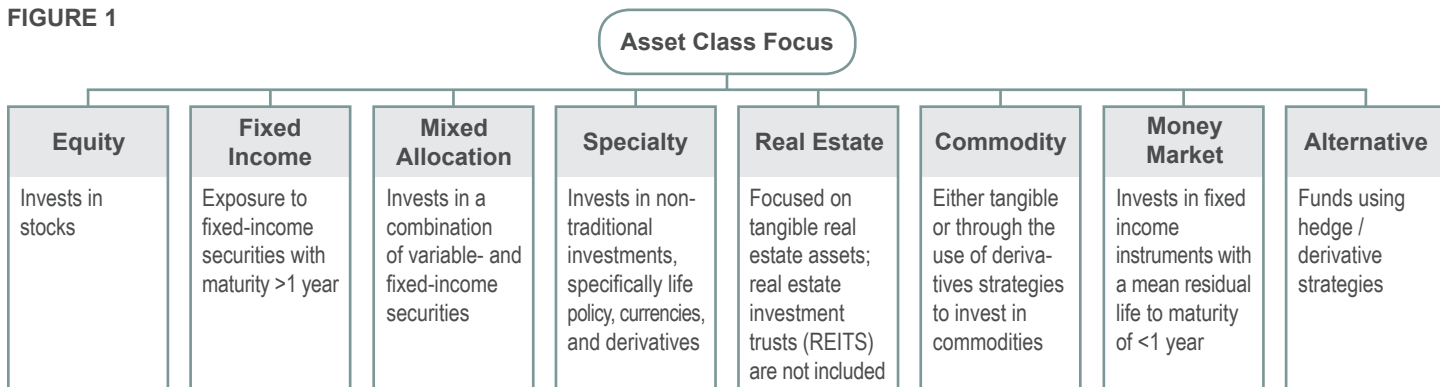 FIGURE 1
Asset Class Focus
Equity
Invests in
stocks
Fixed
Income
Exposure to
fixed-income
securities with
maturity >1 year
Mixed
Allocation
Invests in a
combination
of variable- and
fixed-income
securities
Specialty
Invests in non-
traditional
investments,
specifically life
policy, currencies,
and derivatives
Real Estate
Focused on
tangible real
estate assets;
real estate
investment
trusts (REITS)
are not included
Commodity
Either tangible
or through the
use of deriva-
tives strategies
to invest in
commodities
Money
Market
Invests in fixed
income
instruments with
a mean residual
life to maturity
of <1 year
Alternative
Funds using
hedge /
derivative
strategies